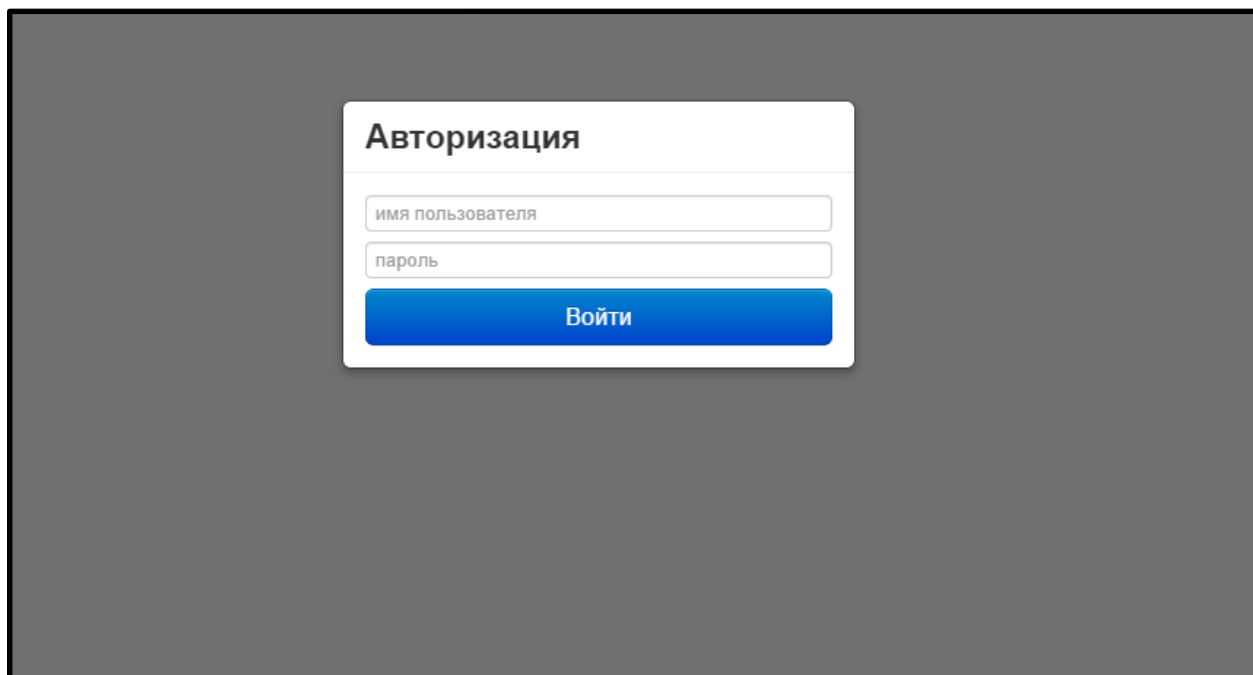 Авторизация
имя пользователя
пароль
Войти